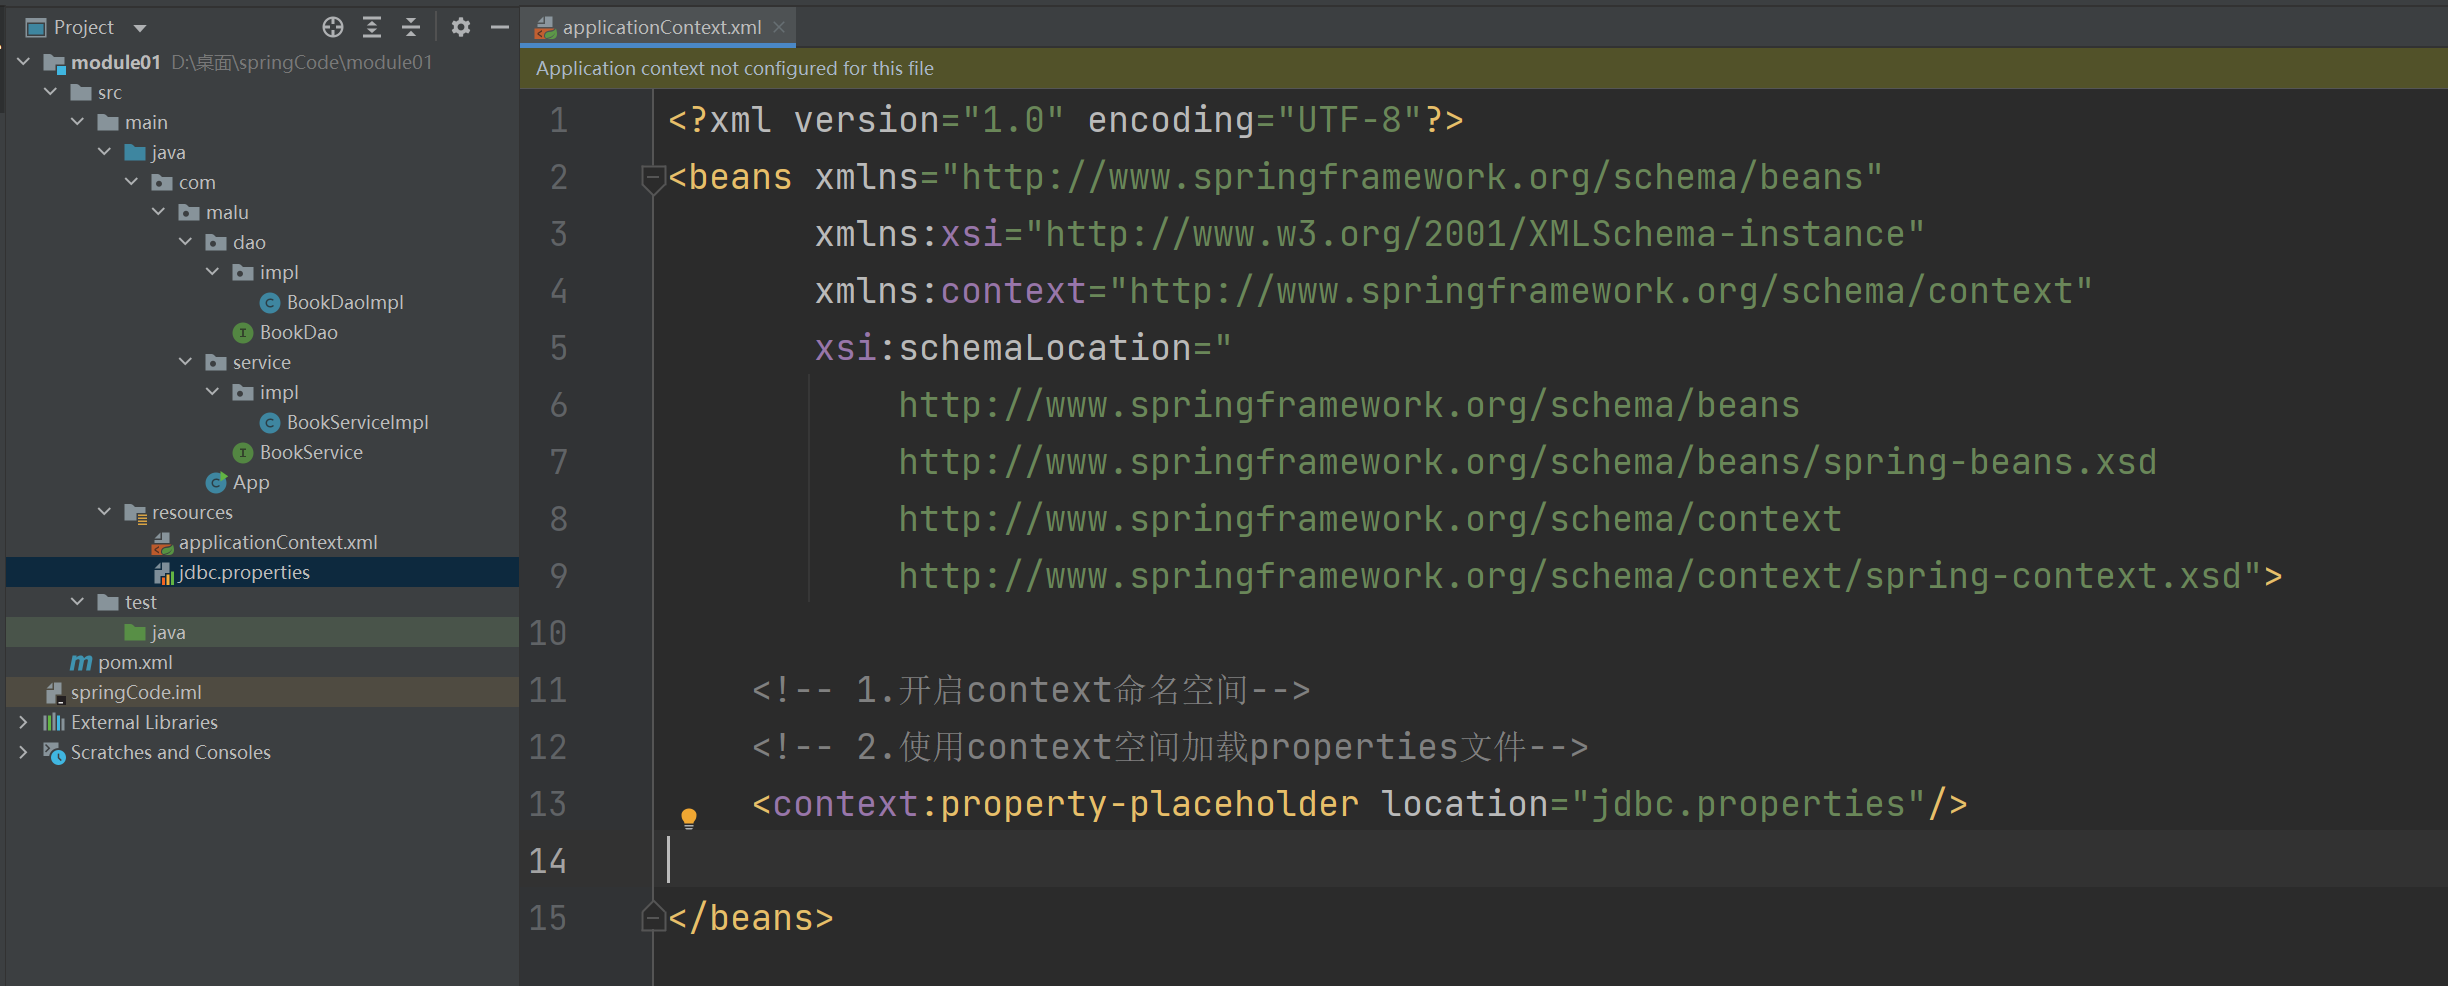 Project
module01 D:\桌面\springCode\module01
src
main
java
com
malu
dao
impl
BookDaoImpl
BookDao
service
impl
BookServiceImpl
BookService
App
resources
applicationContext.xml
jdbc.properties
test
java
pom.xml
springCode.iml
External Libraries
Scratches and Consoles
applicationContext.xml
Application context not configured for this file
1 <?xml version="1.0" encoding="UTF-8"?>
2 <beans xmlns="http://www.springframework.org/schema/beans"
3 xmlns:xsi="http://www.w3.org/2001/XMLSchema-instance"
4 xmlns:context="http://www.springframework.org/schema/context"
5 xsi:schemaLocation="
6 http://www.springframework.org/schema/beans
7 http://www.springframework.org/schema/beans/spring-beans.xsd
8 http://www.springframework.org/schema/context
9 http://www.springframework.org/schema/context/spring-context.xsd">
10
11 <!-- 1.开启context命名空间-->
12 <!-- 2.使用context空间加载properties文件-->
13 <context:property-placeholder location="jdbc.properties"/>
14
15 </beans>